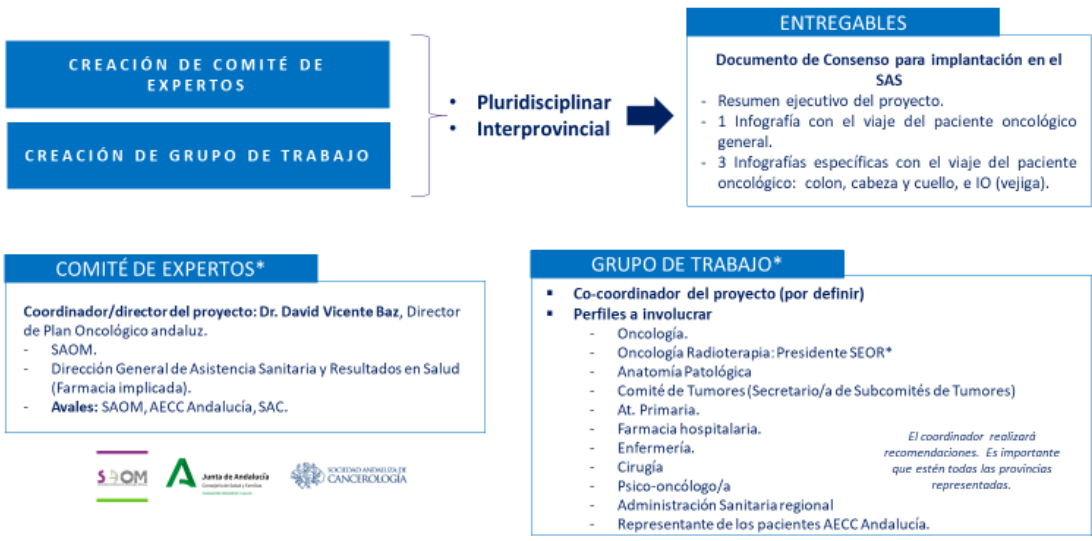 CREACIÓN DE COMITÉ DE
EXPERTOS
CREACIÓN DE GRUPO DE TRABAJO
• Pluridisciplinar
• Interprovincial
ENTREGABLES
Documento de Consenso para implantación en el
SAS
- Resumen ejecutivo del proyecto.
- 1 Infografía con el viaje del paciente oncológico
general.
- 3 Infografías específicas con el viaje del paciente
oncológico: colon, cabeza y cuello, e IO (vejiga).
COMITÉ DE EXPERTOS*
Coordinador/director del proyecto: Dr. David Vicente Baz, Director
de Plan Oncológico andaluz.
- SAOM.
- Dirección General de Asistencia Sanitaria y Resultados en Salud
(Farmacia implicada).
- Avales: SAOM, AECC Andalucía, SAC.
SAOM
Junta de Andalucía
Consejería de Salud y Familias
SOCIEDAD ANDALUZA DE
CANCEROLOGÍA
GRUPO DE TRABAJO*
▪ Co-coordinador del proyecto (por definir)
▪ Perfiles a involucrar
- Oncología.
- Oncología Radioterapia: Presidente SEOR*
- Anatomía Patológica
- Comité de Tumores (Secretario/a de Subcomités de Tumores)
- At. Primaria.
- Farmacia hospitalaria.
- Enfermería.
- Cirugía
- Psico-oncólogo/a
- Administración Sanitaria regional
- Representante de los pacientes AECC Andalucía.
El coordinador realizará
recomendaciones. Es importante
que estén todas las provincias
representadas.